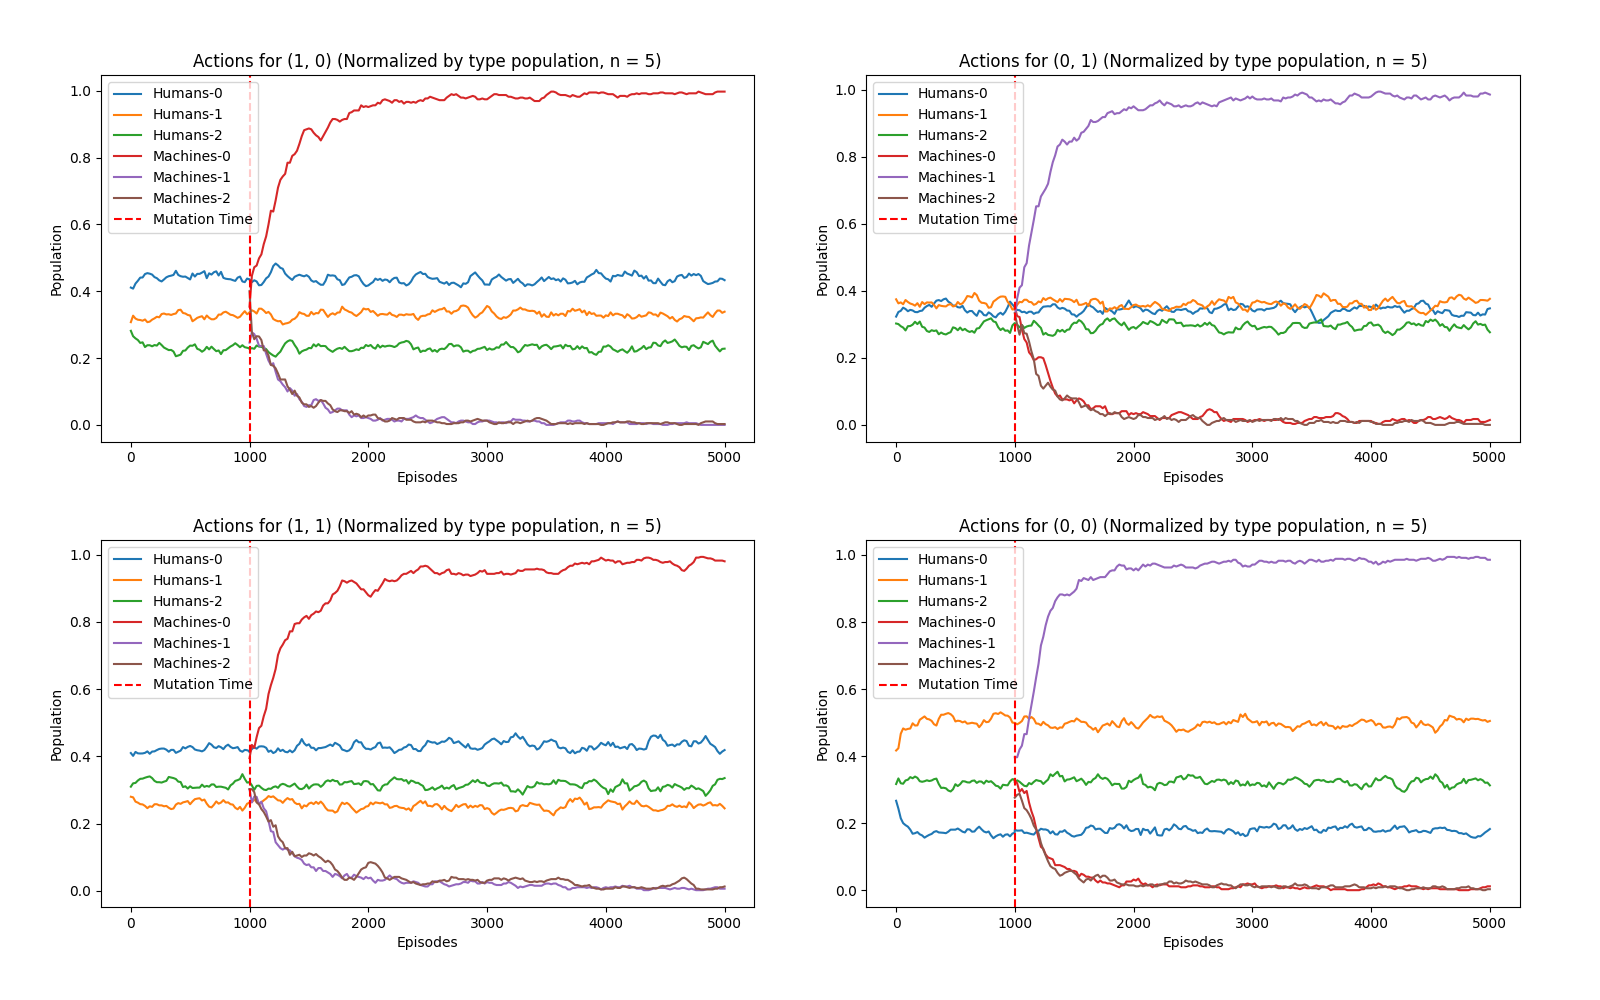 Actions for (1, 0) (Normalized by type population, n = 5)
Humans-0
Humans-1
Humans-2
Machines-0
Machines-1
Machines-2
Mutation Time
1.0
0.8
0.6
0.4
0.2
0.0
Population
0
1000
2000
3000
4000
5000
Episodes
Actions for (0, 1) (Normalized by type population, n = 5)
Humans-0
Humans-1
Humans-2
Machines-0
Machines-1
Machines-2
Mutation Time
1.0
0.8
0.6
0.4
0.2
0.0
Population
0
1000
2000
3000
4000
5000
Episodes
Actions for (1, 1) (Normalized by type population, n = 5)
Humans-0
Humans-1
Humans-2
Machines-0
Machines-1
Machines-2
Mutation Time
1.0
0.8
0.6
0.4
0.2
0.0
Population
0
1000
2000
3000
4000
5000
Episodes
Actions for (0, 0) (Normalized by type population, n = 5)
Humans-0
Humans-1
Humans-2
Machines-0
Machines-1
Machines-2
Mutation Time
1.0
0.8
0.6
0.4
0.2
0.0
Population
0
1000
2000
3000
4000
5000
Episodes